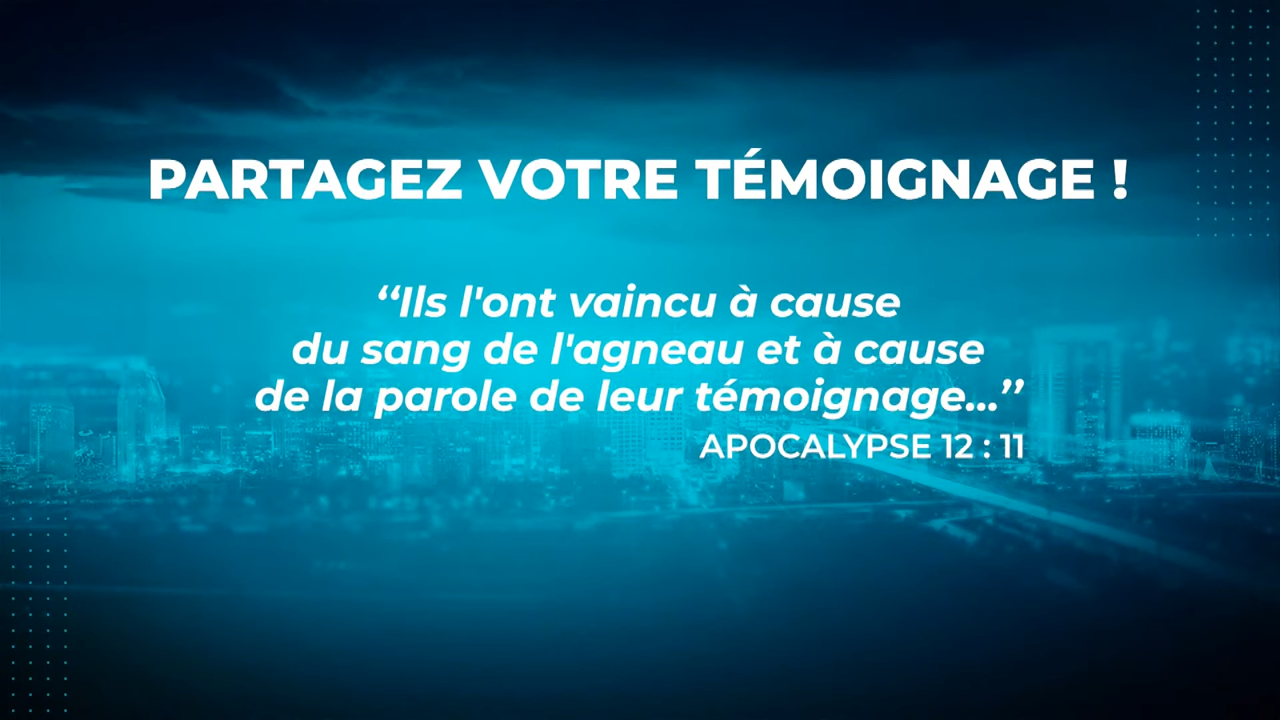 PARTAGEZ VOTRE TÉMOIGNAGE !
‘‘Ils l'ont vaincu à cause
du sang de l'agneau et à cause
de la parole de leur témoignage...’’
APOCALYPSE 12 : 11